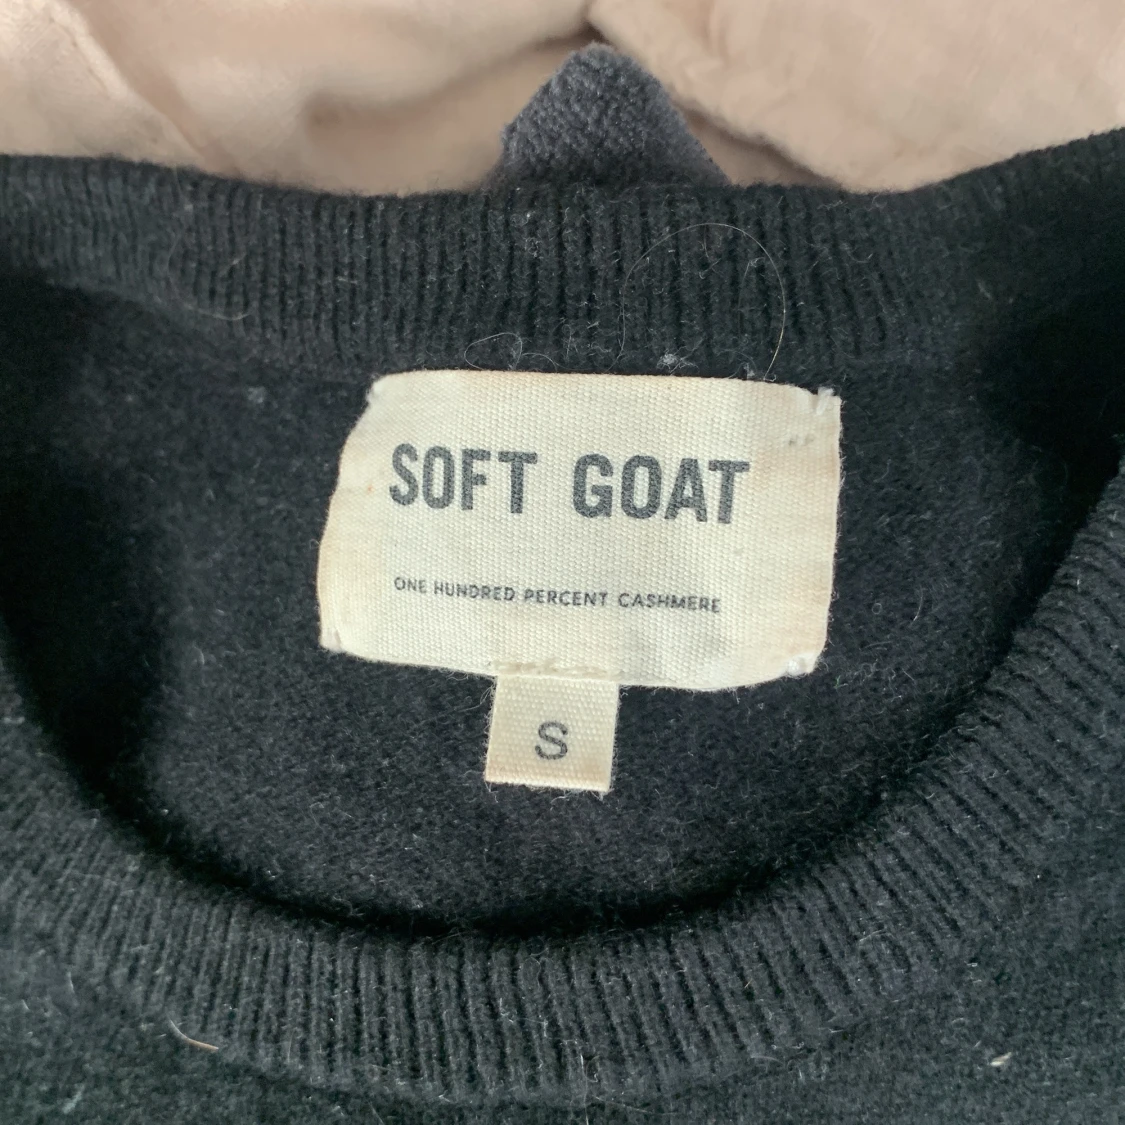 SOFT GOAT
ONE HUNDRED PERCENT CASHMERE
S